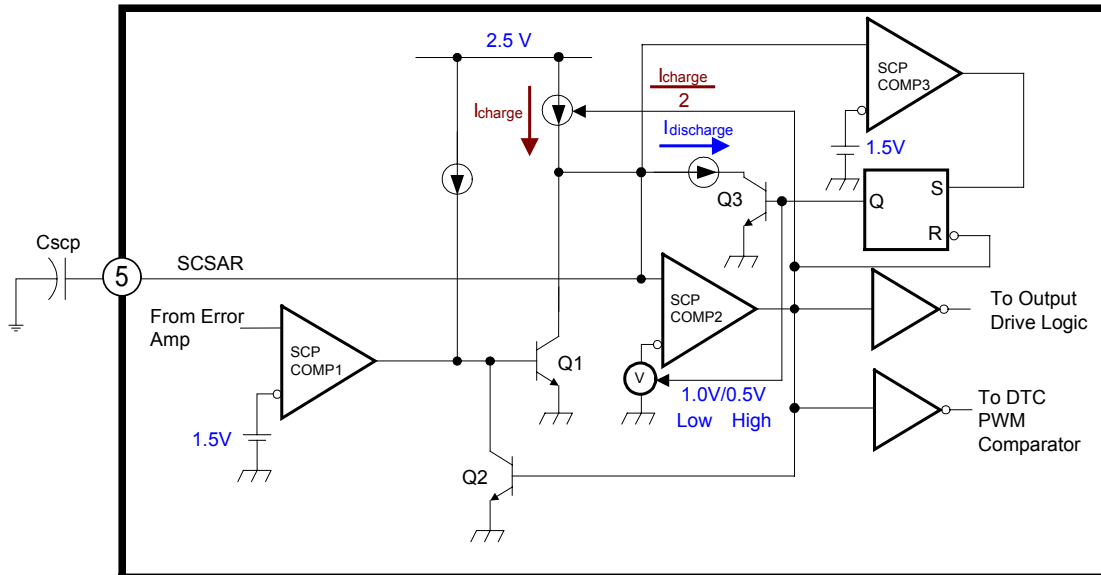 2.5 V
Icharge
Icharge
2
Idischarge
SCP
COMP3
1.5V
Q3
Q
S
R
Cscp
5
SCSAR
From Error
Amp
SCP
COMP1
1.5V
Q1
SCP
COMP2
V
1.0V/0.5V
Low High
To Output
Drive Logic
To DTC
PWM
Comparator
Q2